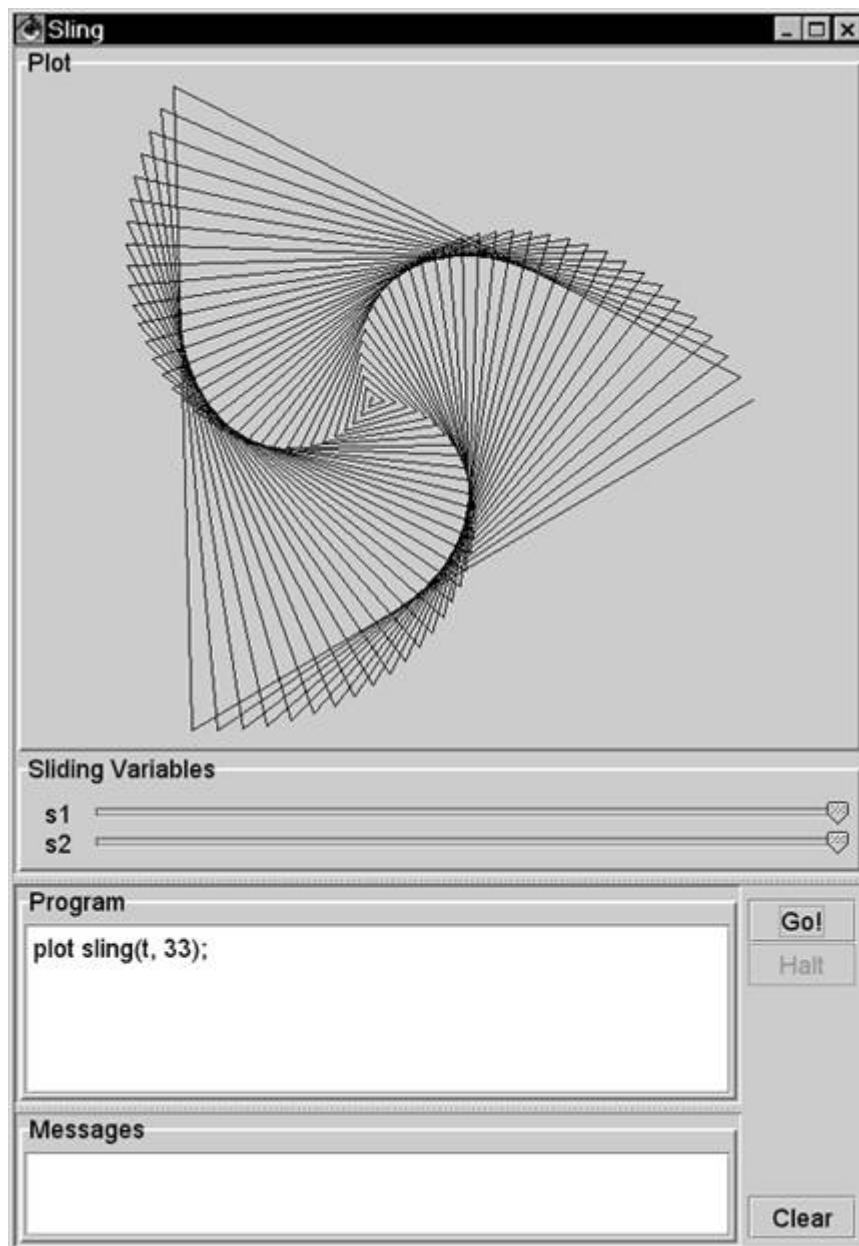 Sling
Plot
Sliding Variables
s1
s2
Program
plot sling(t, 33);
Go!
Halt
Messages
Clear